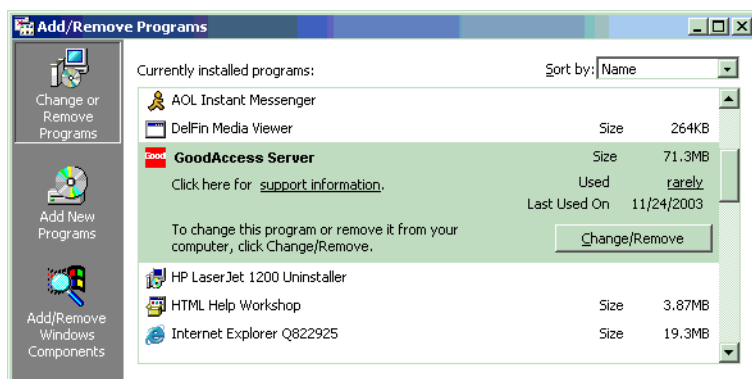 Add/Remove Programs
Change or
Remove
Programs
Add New
Programs
Add/Remove
Windows
Components
Currently installed programs:
Sort by: Name
AOL Instant Messenger
DelFin Media Viewer Size 264KB
Good GoodAccess Server Size 71.3MB
Click here for support information. Used rarely
Last Used On 11/24/2003
To change this program or remove it from your
computer, click Change/Remove.
Change/Remove
HP LaserJet 1200 Uninstaller
HTML Help Workshop Size 3.87MB
Internet Explorer Q822925 Size 19.3MB